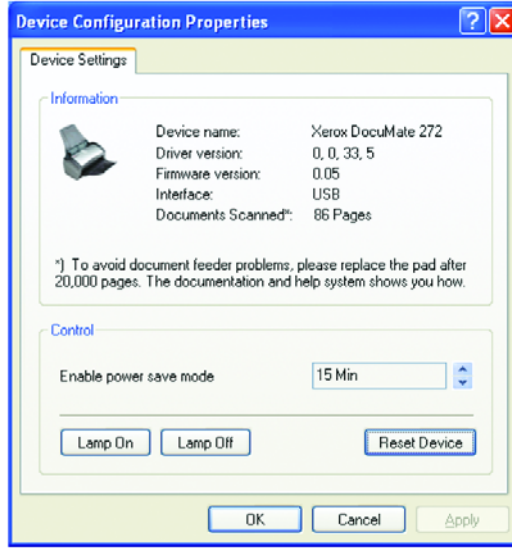 Device Configuration Properties
Device Settings
Information
Device name: Xerox DocuMate 272
Driver version: 0, 0, 33, 5
Firmware version: 0.05
Interface: USB
Documents Scanned*: 86 Pages
*) To avoid document feeder problems, please replace the pad after
20,000 pages. The documentation and help system shows you how.
Control
Enable power save mode 15 Min
Lamp On Lamp Off Reset Device
OK Cancel Apply